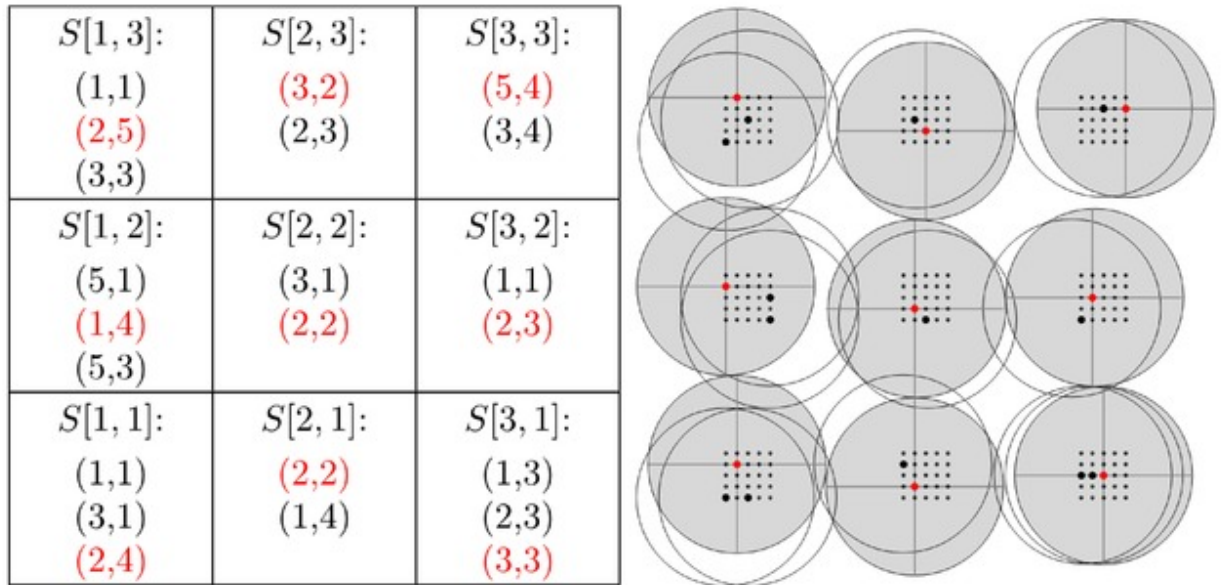 S[1, 3]:
(1,1)
(2,5)
(3,3)
S[2, 3]:
(3,2)
(2,3)
S[3, 3]:
(5,4)
(3,4)
S[1, 2]:
(5,1)
(1,4)
(5,3)
S[2, 2]:
(3,1)
(2,2)
S[3, 2]:
(1,1)
(2,3)
S[1, 1]:
(1,1)
(3,1)
(2,4)
S[2, 1]:
(2,2)
(1,4)
S[3, 1]:
(1,3)
(2,3)
(3,3)